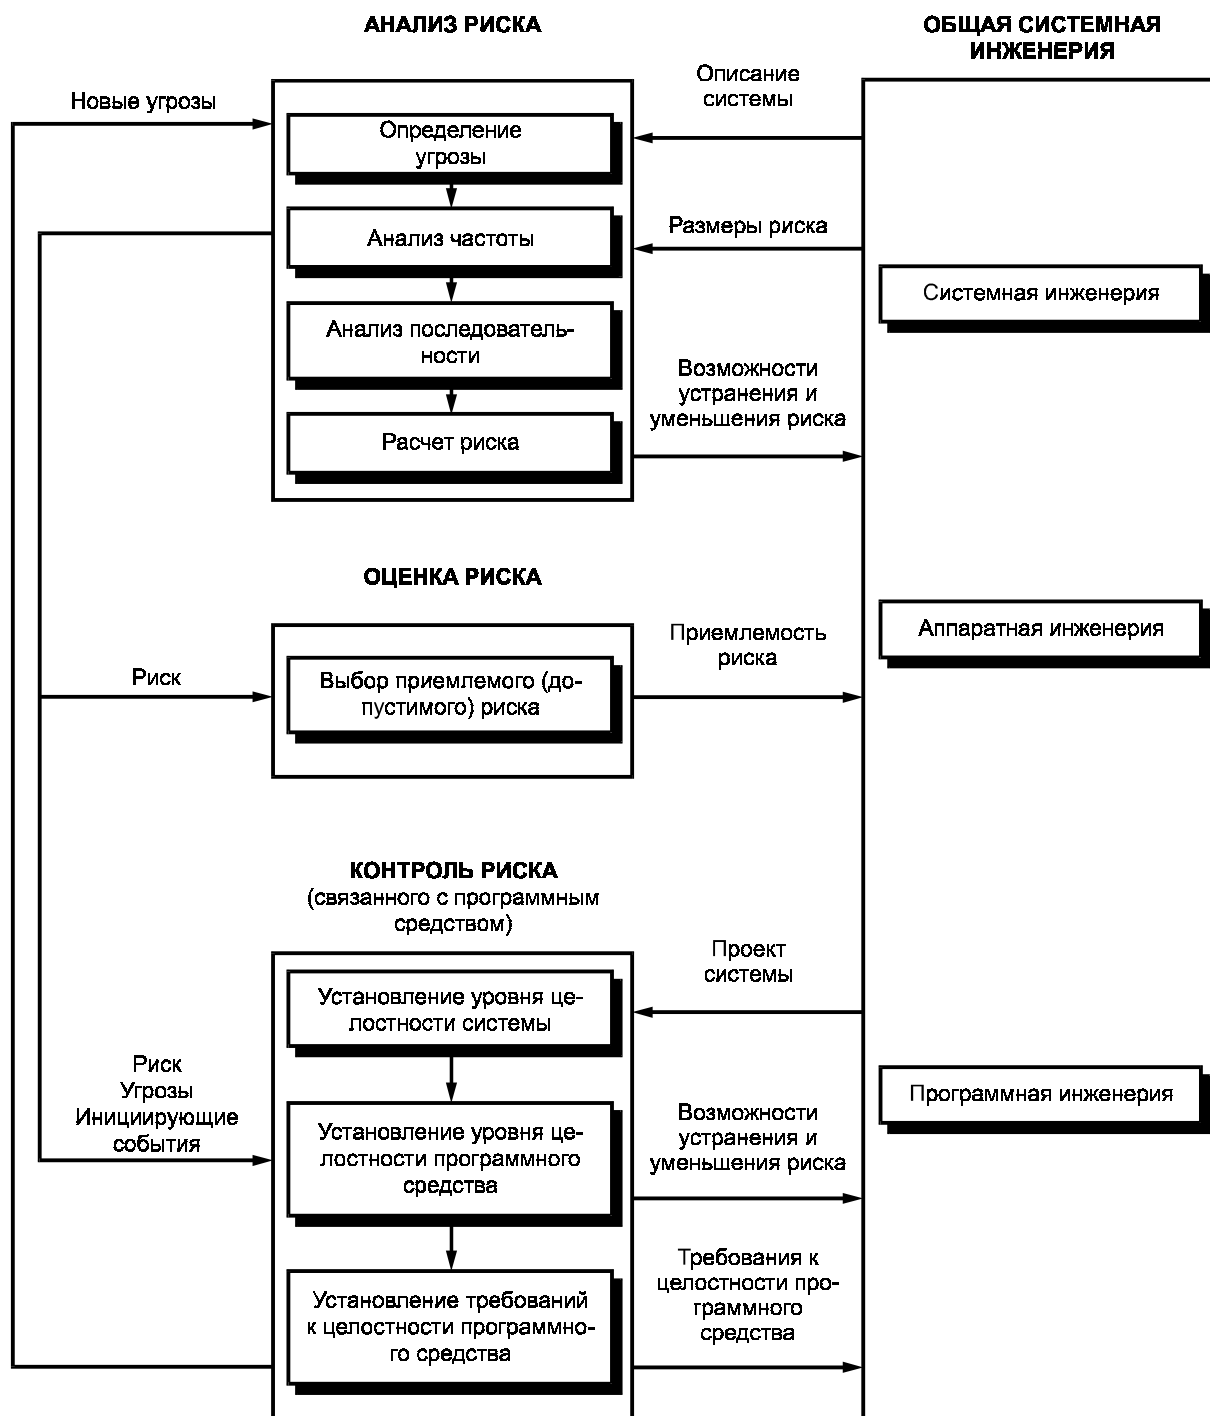 АНАЛИЗ РИСКА
ОБЩАЯ СИСТЕМНАЯ
ИНЖЕНЕРИЯ
Новые угрозы
Описание
системы
Определение
угрозы
Анализ частоты
Размеры риска
Системная инженерия
Анализ последователь-
ности
Возможности
устранения и
уменьшения риска
Расчет риска
ОЦЕНКА РИСКА
Приемлемость
риска
Аппаратная инженерия
Риск
Выбор приемлемого (до-
пустимого) риска
КОНТРОЛЬ РИСКА
(связанного с программным
средством)
Проект
системы
Установление уровня це-
лостности системы
Риск
Угрозы
Инициирующие
события
Установление уровня це-
лостности программного
средства
Возможности
устранения и
уменьшения риска
Программная инженерия
Требования к
целостности про-
граммного
средства
Установление требований
к целостности программно-
го средства